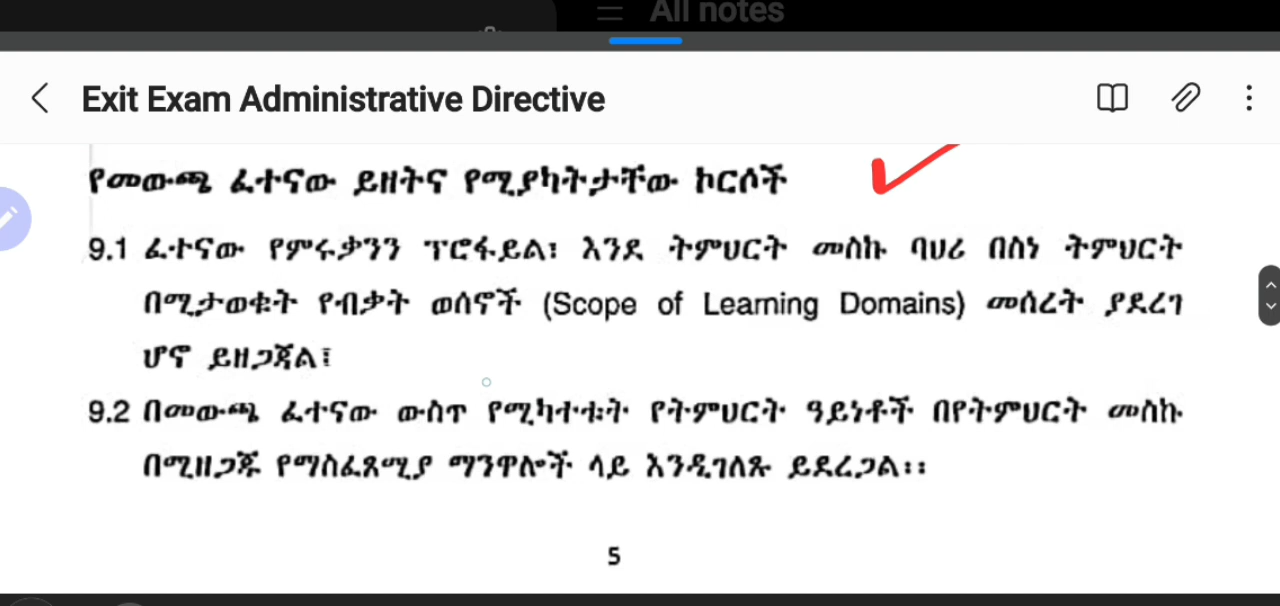 All notes
Exit Exam Administrative Directive
የመውጫ ፈተናው ይዘትና የሚያካትታቸው ኮርሶች
9.1 ፈተናው የምሩቃንን ፕሮፋይል፣ እንደ ትምህርት መስኩ ባህሪ በስነ ትምህርት
በሚታወቁት የብቃት ወሰኖች (Scope of Learning Domains) መሰረት ያደረገ
ሆኖ ይዘጋጃል፤
9.2 በመውጫ ፈተናው ውስጥ የሚካተቱት የትምህርት ዓይነቶች በየትምህርት መስኩ
በሚዘጋጁ የማስፈጸሚያ ማንዋሎች ላይ እንዲገለጹ ይደረጋል፡፡
5